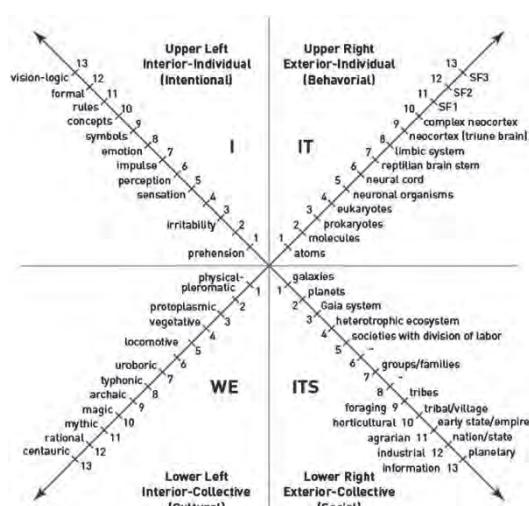 Upper Left
Interior-Individual
(Intentional)
Upper Right
Exterior-Individual
(Behavorial)
13
vision-logic
12
formal
11
rules
10
concepts
9
symbols
8
emotion
7
impulse
6
perception
5
sensation
4
3
irritability
2
1
prehension
I
IT
13
SF3
12
SF2
11
SF1
10
complex neocortex
9
neocortex (triune brain)
8
limbic system
7
reptilian brain stem
6
neural cord
5
neuronal organisms
4
eukaryotes
3
prokaryotes
2
molecules
1
atoms
physical-
pleromatic
1
2
protoplasmic
3
vegetative
4
locomotive
5
6
uroboric
7
typhonic
8
archaic
9
magic
10
mythic
11
rational
12
centauric
13
WE
ITS
galaxies
1
planets
2
Gaia system
3
heterotrophic ecosystem
4
societies with division of labor
5
-
6
groups/families
7
-
8
tribes
foraging 9 tribal/village
horticultural 10 early state/empire
agrarian 11 nation/state
industrial 12 planetary
information 13
Lower Left
Interior-Collective
(Cultural)
Lower Right
Exterior-Collective
(Social)